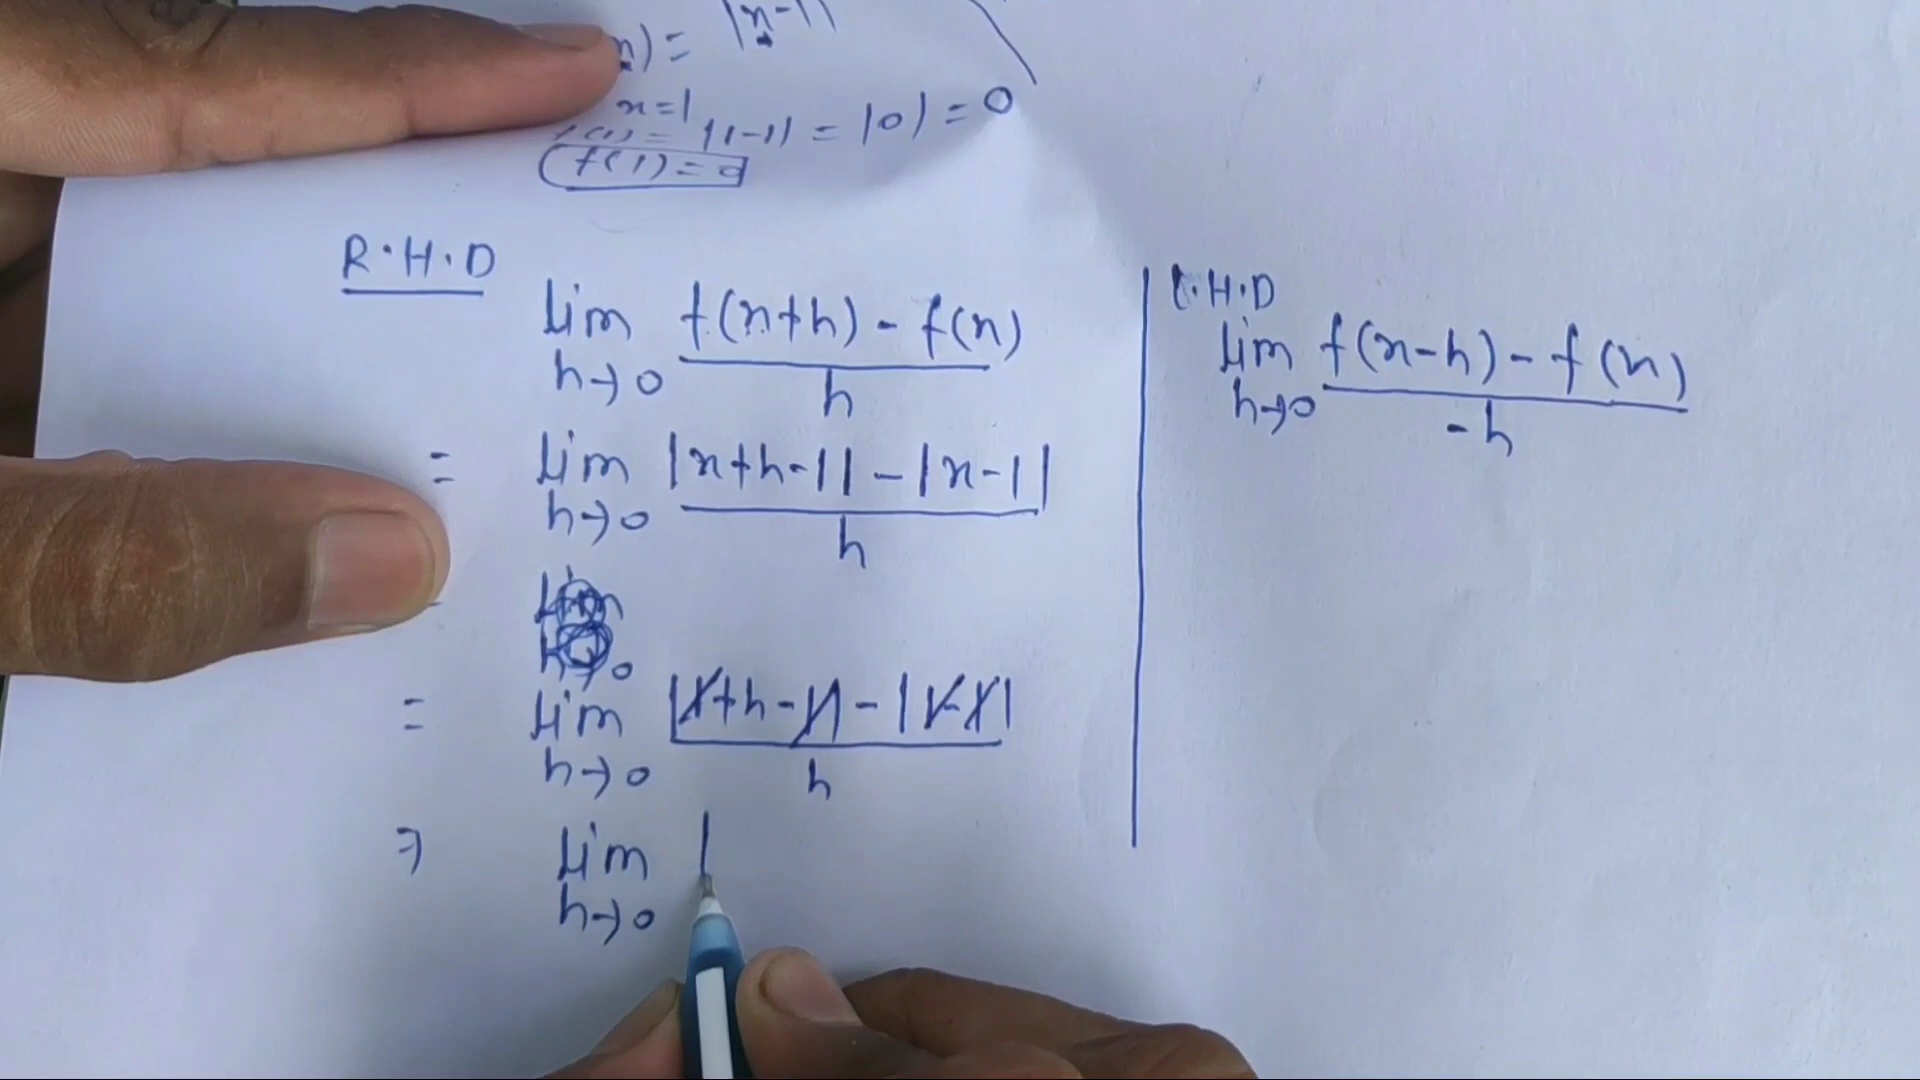 x) = |x-1|
x=1
f(1) = |1-1| = |0| = 0
f(1) = 0
R.H.D
lim f(x+h) - f(x)
h→0 h
= lim |x+h-1| - |x-1|
h→0 h
= lim |1+h-1| - |1-1|
h→0 h
⇒ lim |
h→0
L.H.D
lim f(x-h) - f(x)
h→0 -h